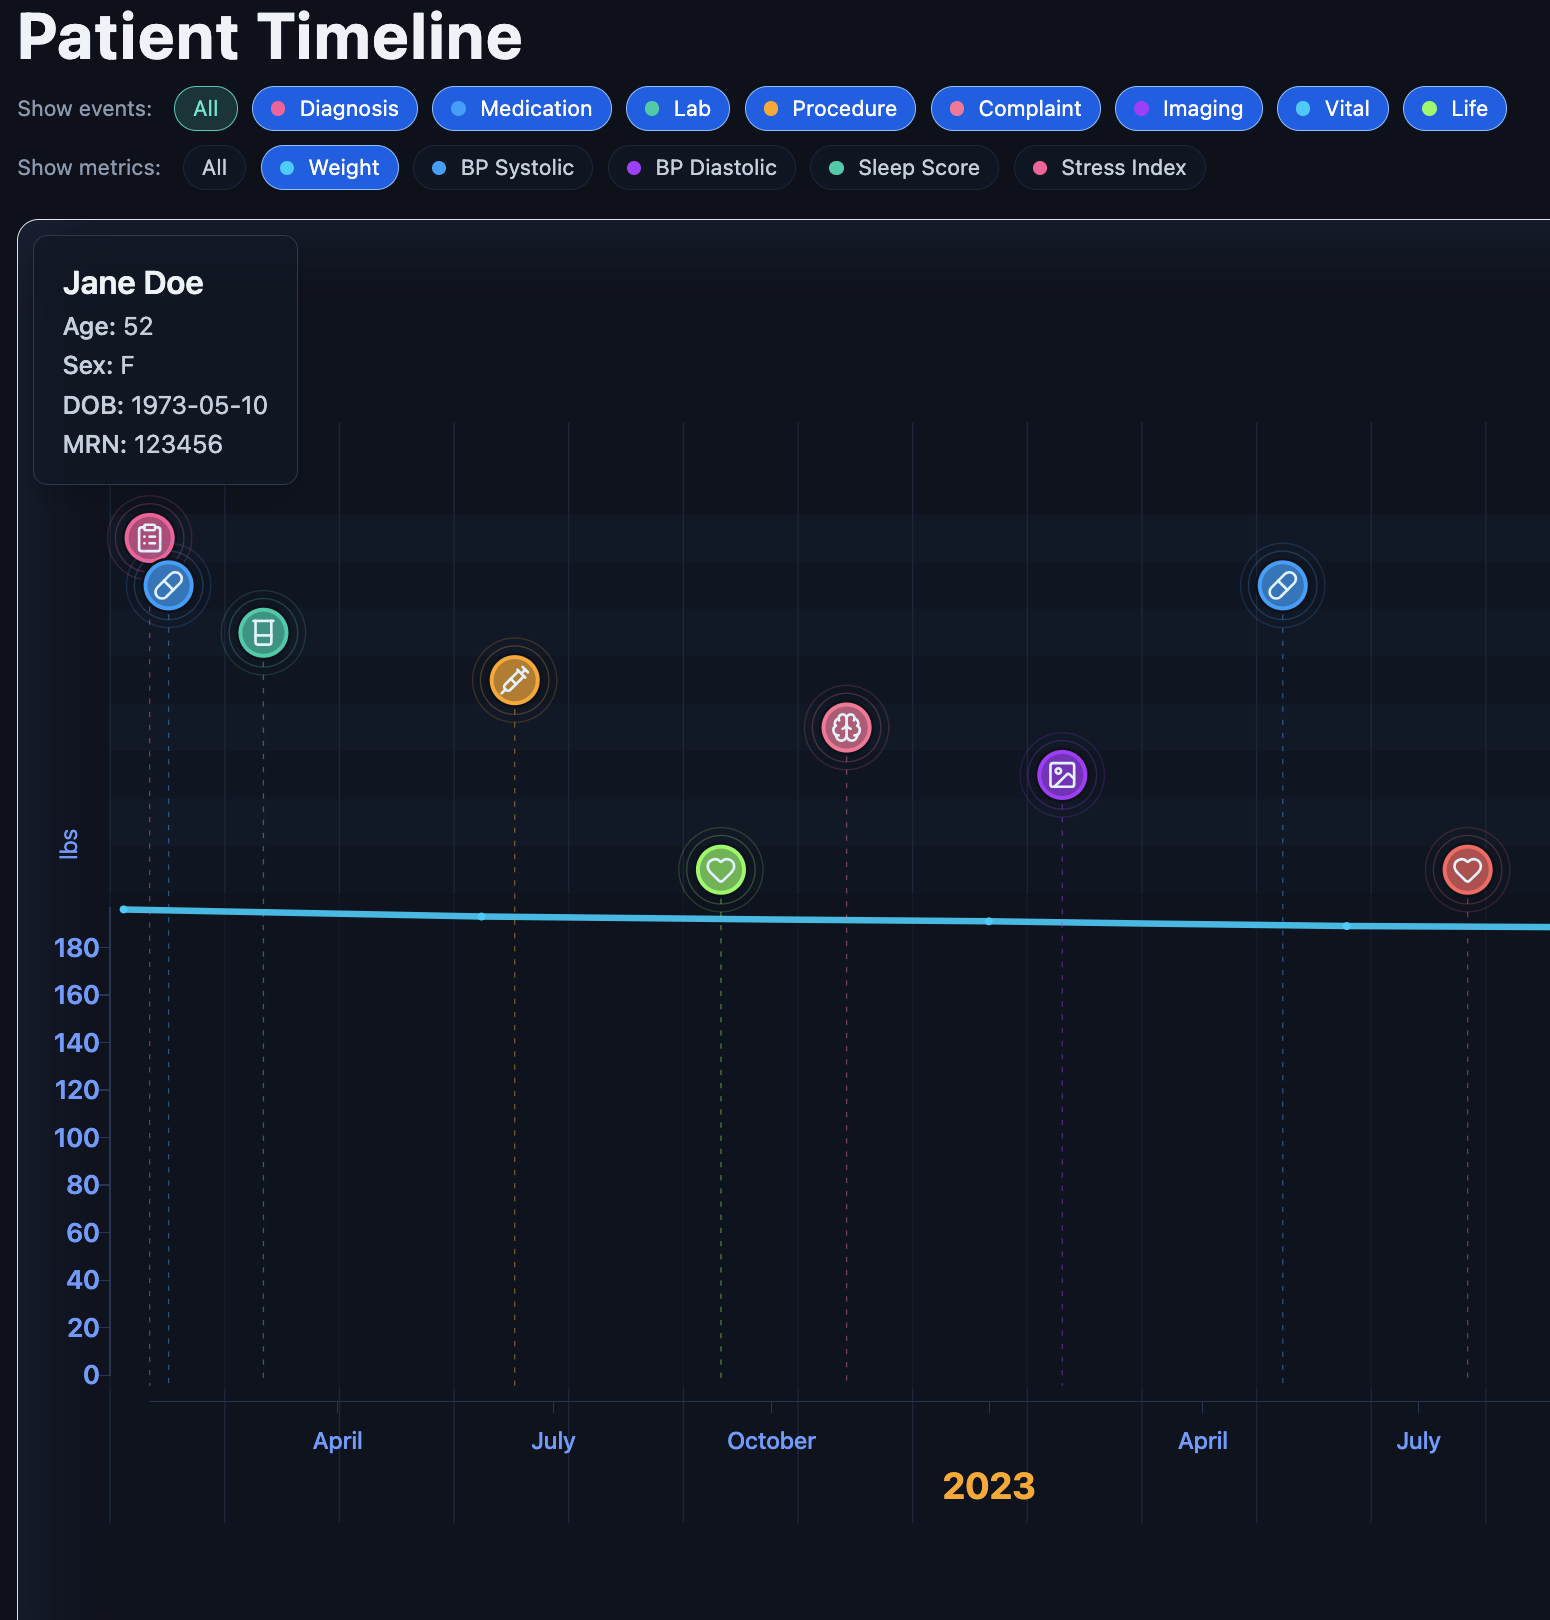 Patient Timeline
Show events: All Diagnosis Medication Lab Procedure Complaint Imaging Vital Life
Show metrics: All Weight BP Systolic BP Diastolic Sleep Score Stress Index
Jane Doe
Age: 52
Sex: F
DOB: 1973-05-10
MRN: 123456
lbs
180
160
140
120
100
80
60
40
20
0
April July October April July
2023